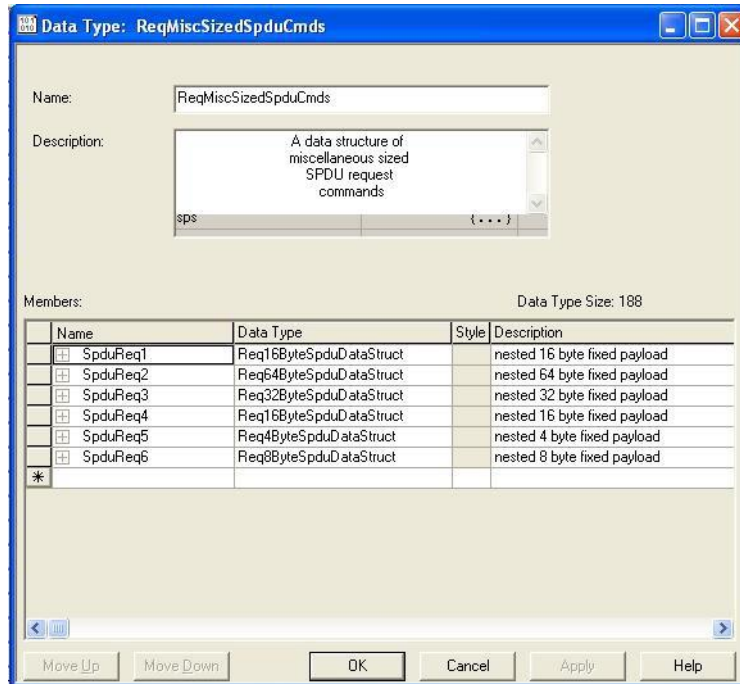 Data Type: ReqMiscSizedSpduCmds
Name: ReqMiscSizedSpduCmds
Description: A data structure of
miscellaneous sized
SPDU request
commands
sps {...}
Members: Data Type Size: 188
Name Data Type Style Description
SpduReq1 Req16ByteSpduDataStruct nested 16 byte fixed payload
SpduReq2 Req64ByteSpduDataStruct nested 64 byte fixed payload
SpduReq3 Req32ByteSpduDataStruct nested 32 byte fixed payload
SpduReq4 Req16ByteSpduDataStruct nested 16 byte fixed payload
SpduReq5 Req4ByteSpduDataStruct nested 4 byte fixed payload
SpduReq6 Req8ByteSpduDataStruct nested 8 byte fixed payload
*
Move Up Move Down OK Cancel Apply Help